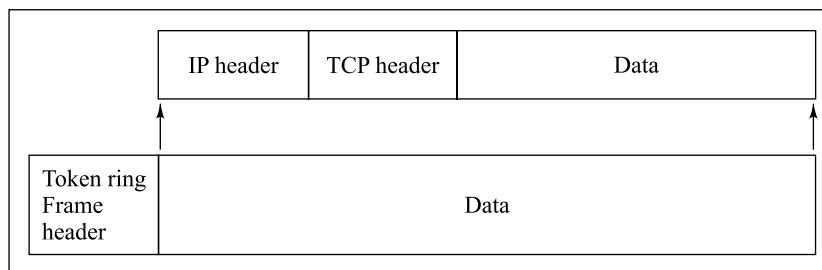 IP header
TCP header
Data
Token ring
Frame
header
Data